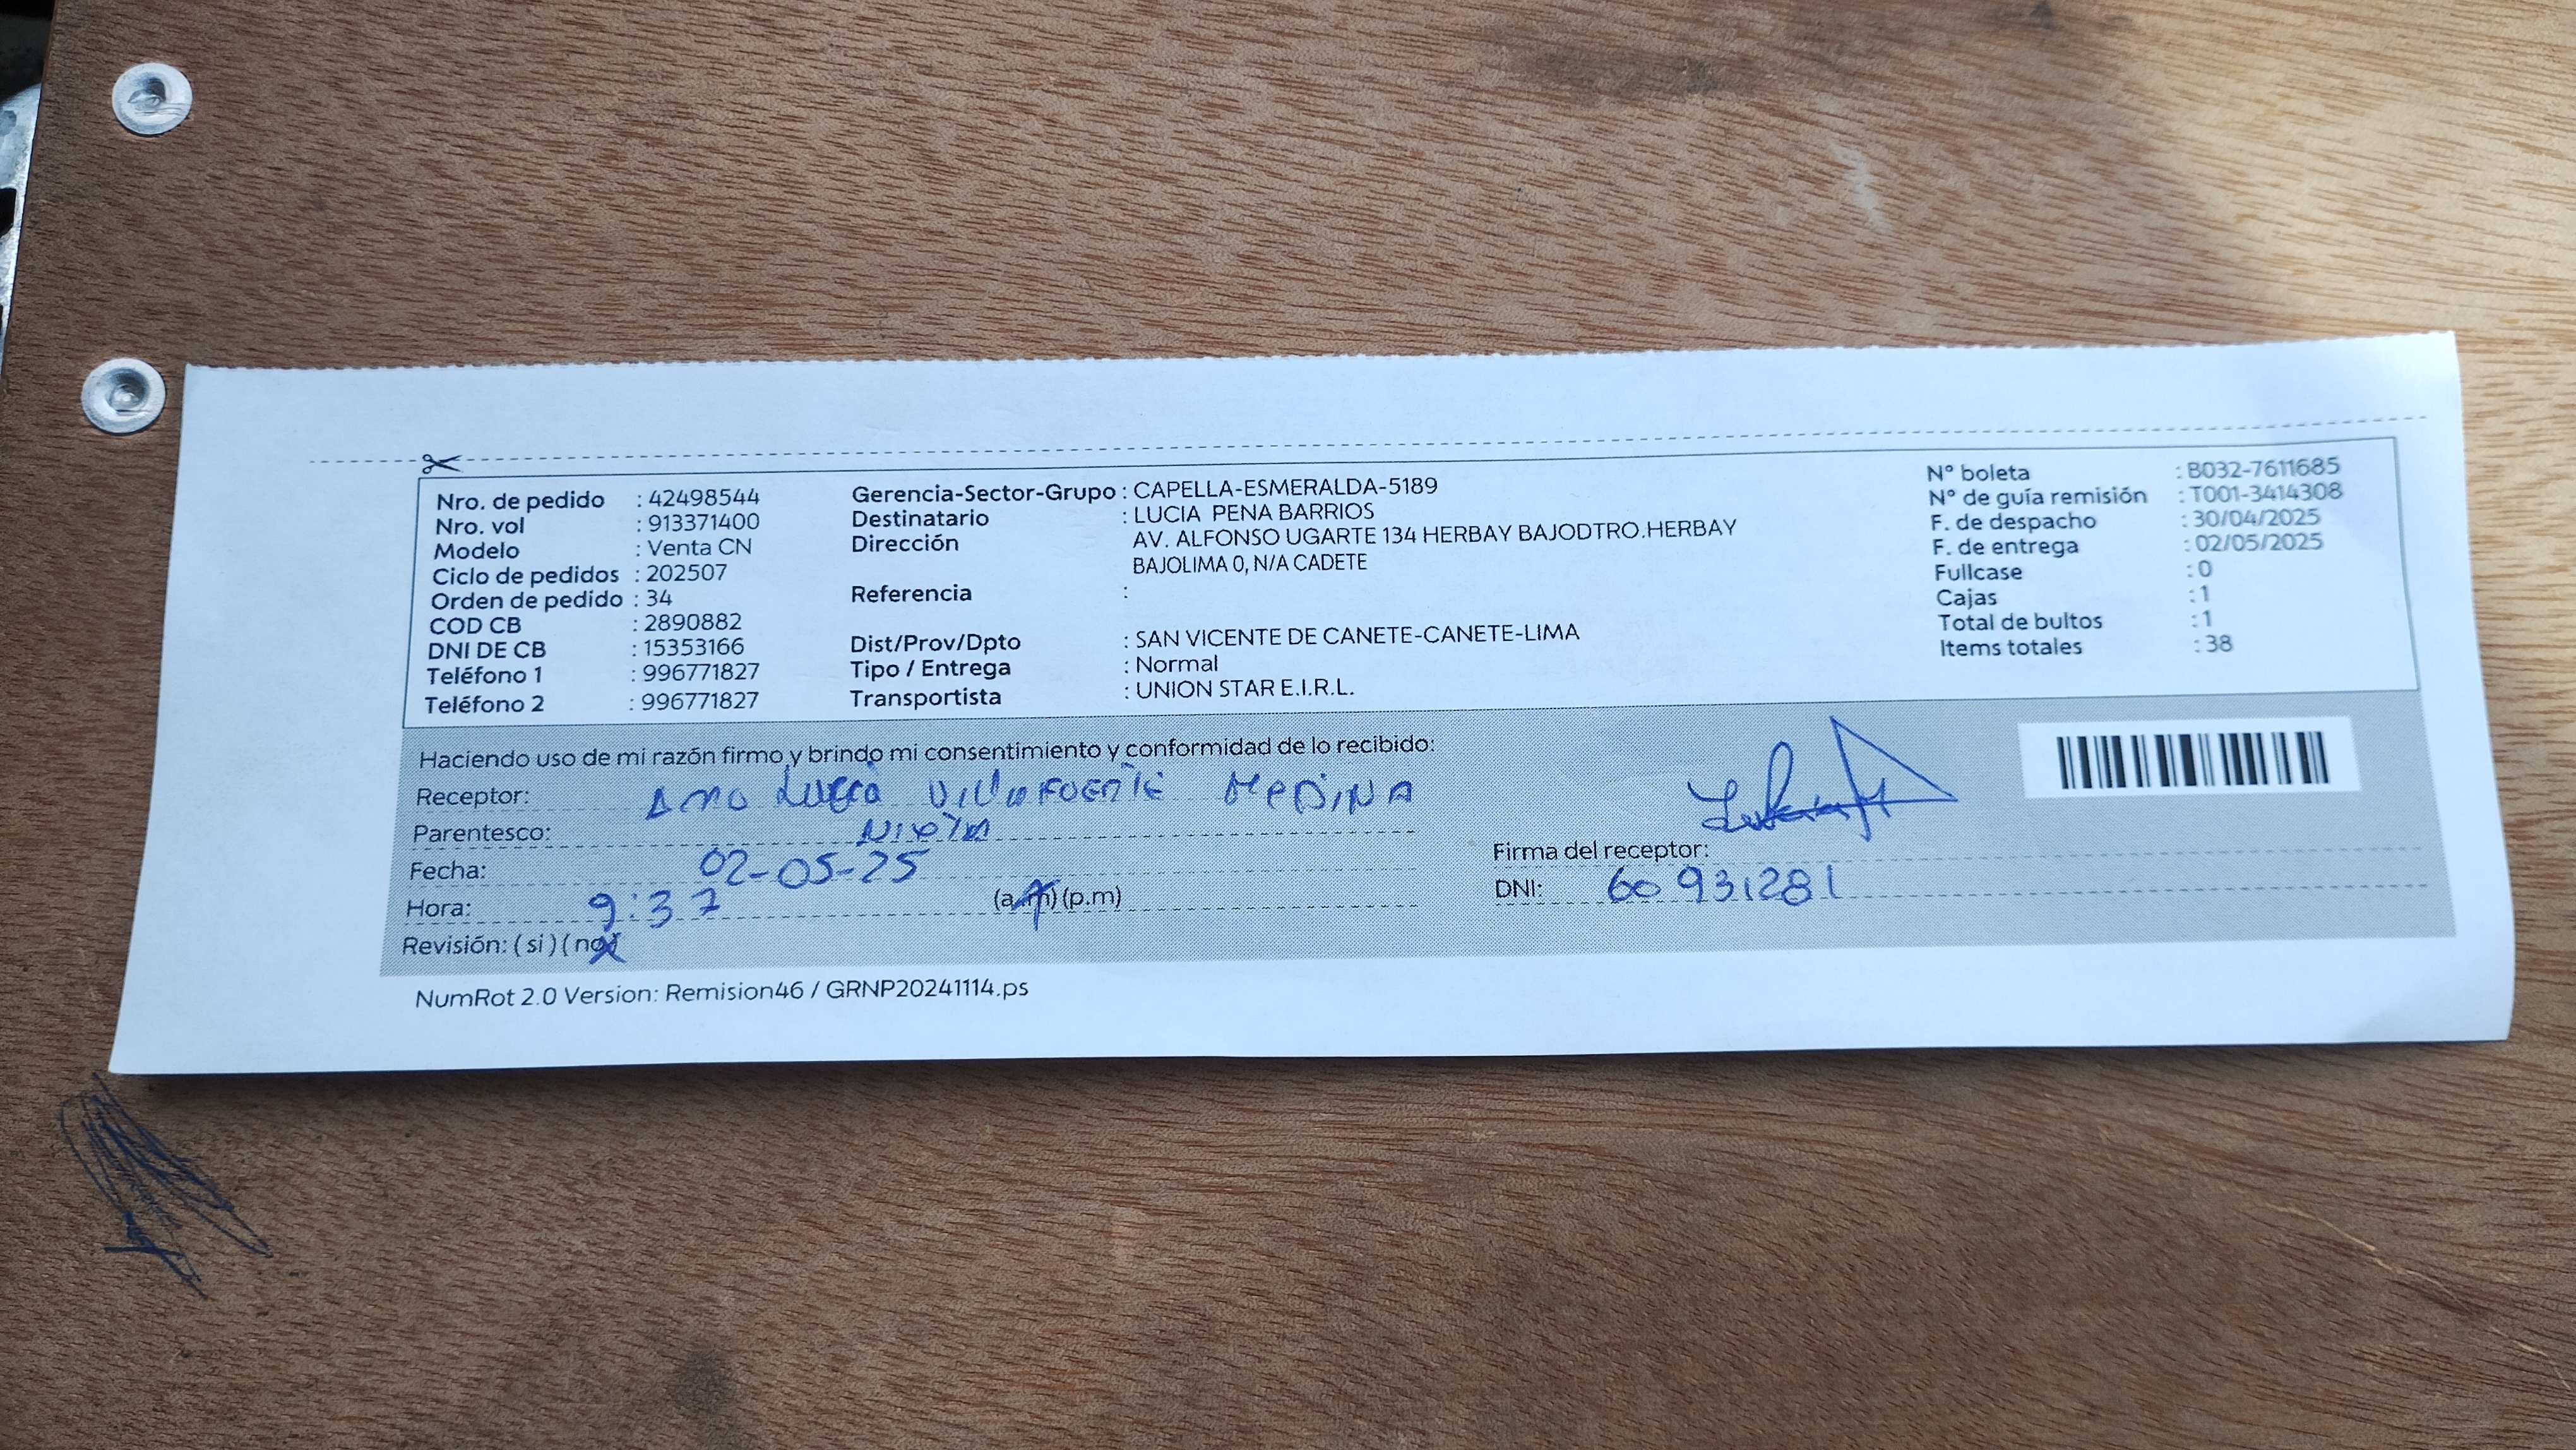 Nro. de pedido : 42498544
Nro. vol : 913371400
Modelo : Venta CN
Ciclo de pedidos : 202507
Orden de pedido : 34
COD CB : 2890882
DNI DE CB : 15353166
Teléfono 1 : 996771827
Teléfono 2 : 996771827
Gerencia-Sector-Grupo : CAPELLA-ESMERALDA-5189
Destinatario : LUCIA PENA BARRIOS
Dirección AV. ALFONSO UGARTE 134 HERBAY BAJODTRO.HERBAY
BAJOLIMA 0, N/A CADETE
Referencia :
Dist/Prov/Dpto : SAN VICENTE DE CANETE-CANETE-LIMA
Tipo / Entrega : Normal
Transportista : UNION STAR E.I.R.L.
N° boleta : B032-7611685
N° de guía remisión : T001-3414308
F. de despacho : 30/04/2025
F. de entrega : 02/05/2025
Fullcase : 0
Cajas : 1
Total de bultos : 1
Items totales : 38
Haciendo uso de mi razón firmo y brindo mi consentimiento y conformidad de lo recibido:
Receptor: Ana Lucia Villafuerte MEDINA
Parentesco: Nieta
Fecha: 02-05-25
Hora: 9:37 (a.m) (p.m)
Revisión: ( si ) ( no )
Firma del receptor:
DNI: 60931281
NumRot 2.0 Version: Remision46 / GRNP20241114.ps